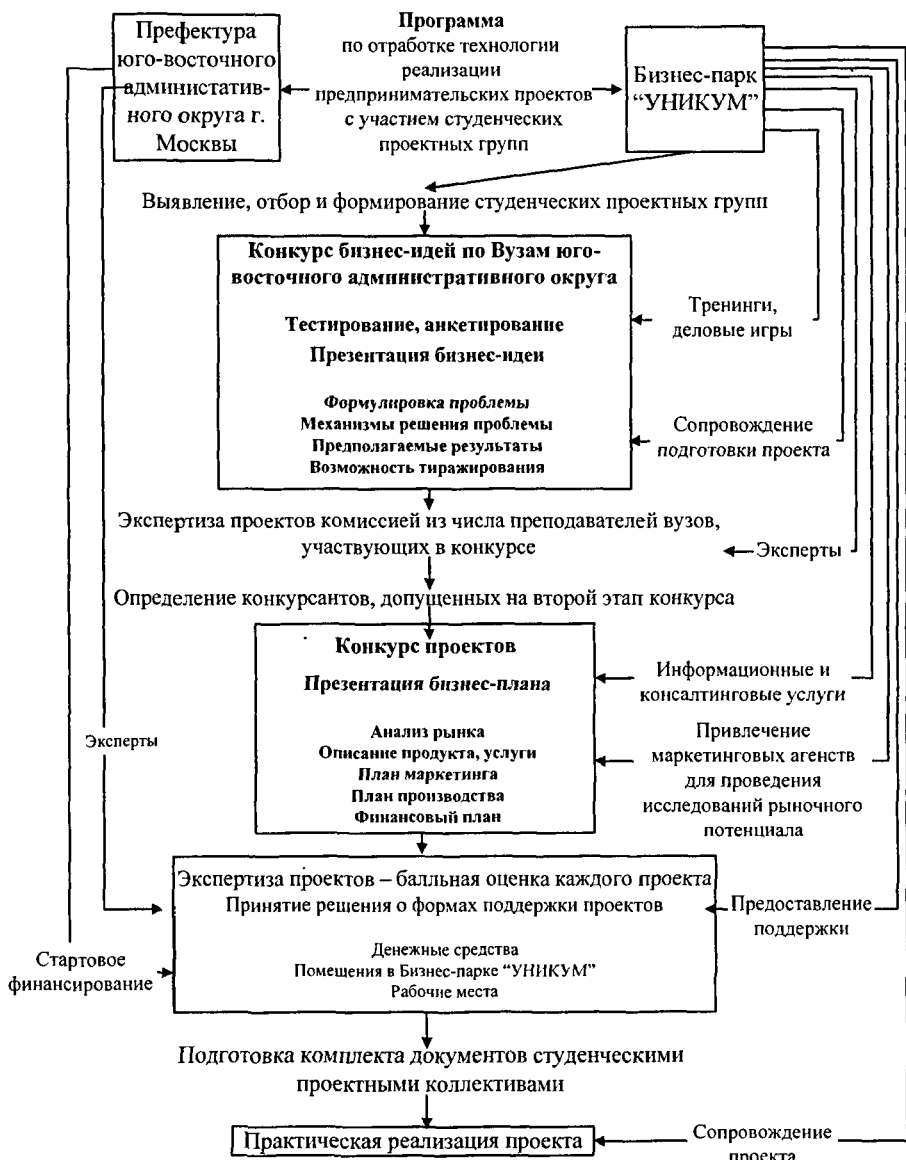 Префектура
юго-восточного
администатив-
ного округа г.
Москвы
Программа
по отработке технологии
реализации
предпринимательских проектов
с участием студенческих
проектных групп
Бизнес-парк
“УНИКУМ”
Выявление, отбор и формирование студенческих проектных групп
Конкурс бизнес-идей по Вузам юго-
восточного административного округа
Тестирование, анкетирование
Презентация бизнес-идеи
Формулировка проблемы
Механизмы решения проблемы
Предполагаемые результаты
Возможность тиражирования
Тренинги,
деловые игры
Сопровождение
подготовки проекта
Экспертиза проектов комиссией из числа преподавателей вузов,
участвующих в конкурсе
Эксперты
Определение конкурсантов, допущенных на второй этап конкурса
Конкурс проектов
Презентация бизнес-плана
Анализ рынка
Описание продукта, услуги
План маркетинга
План производства
Финансовый план
Информационные и
консалтинговые услуги
Привлечение
маркетинговых агенств
для проведения
исследований рыночного
потенциала
Эксперты
Экспертиза проектов – балльная оценка каждого проекта
Принятие решения о формах поддержки проектов
Денежные средства
Помещения в Бизнес-парке “УНИКУМ”
Рабочие места
Предоставление
поддержки
Стартовое
финансирование
Подготовка комплекта документов студенческими
проектными коллективами
Практическая реализация проекта
Сопровождение
проекта